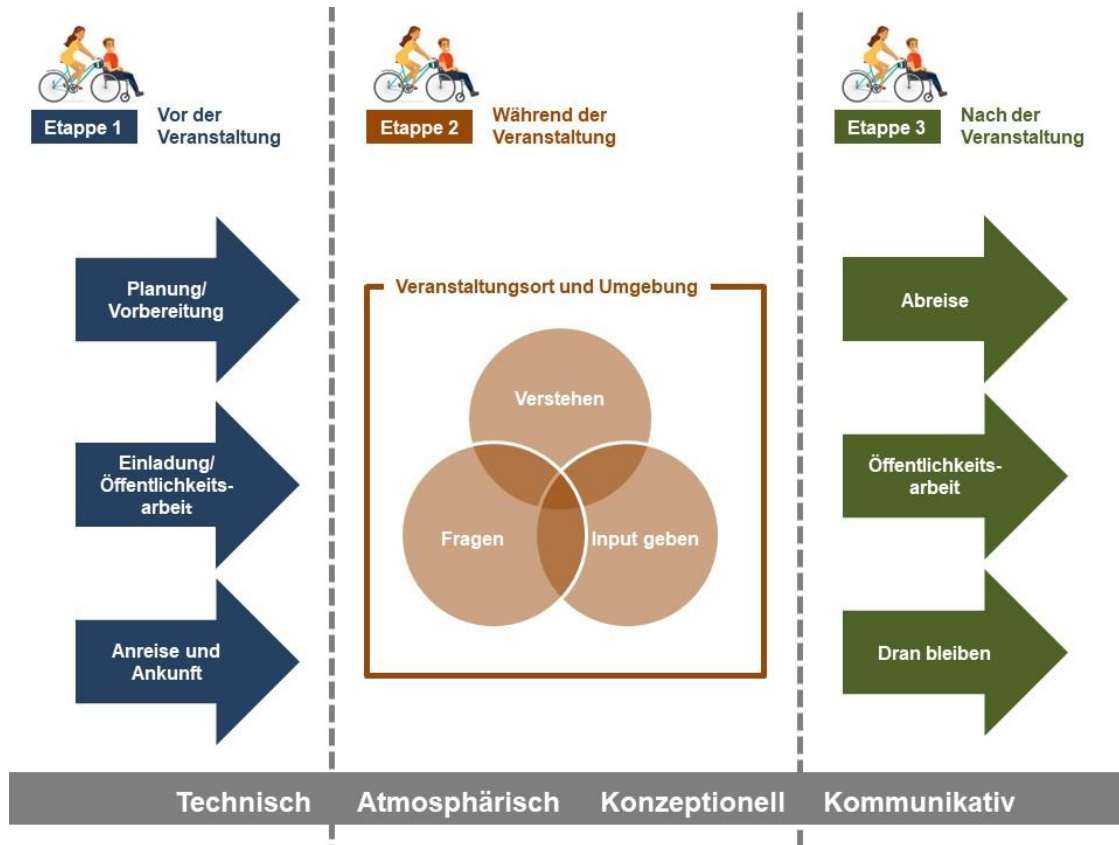 Etappe 1
Vor der
Veranstaltung
Planung/
Vorbereitung
Einladung/
Öffentlichkeits-
arbeit
Anreise und
Ankunft
Etappe 2
Während der
Veranstaltung
Veranstaltungsort und Umgebung
Verstehen
Fragen
Input geben
Etappe 3
Nach der
Veranstaltung
Abreise
Öffentlichkeits-
arbeit
Dran bleiben
Technisch Atmosphärisch Konzeptionell Kommunikativ